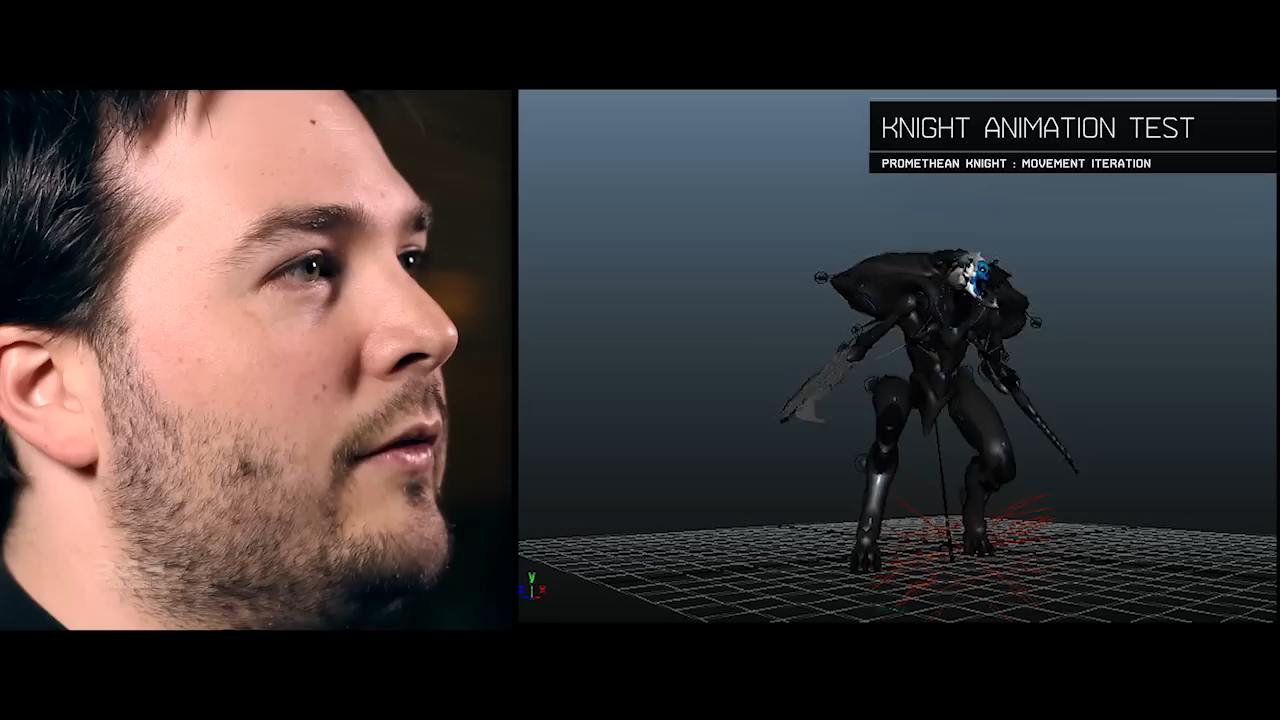 KNIGHT ANIMATION TEST
PROMETHEAN KNIGHT : MOVEMENT ITERATION
y
x